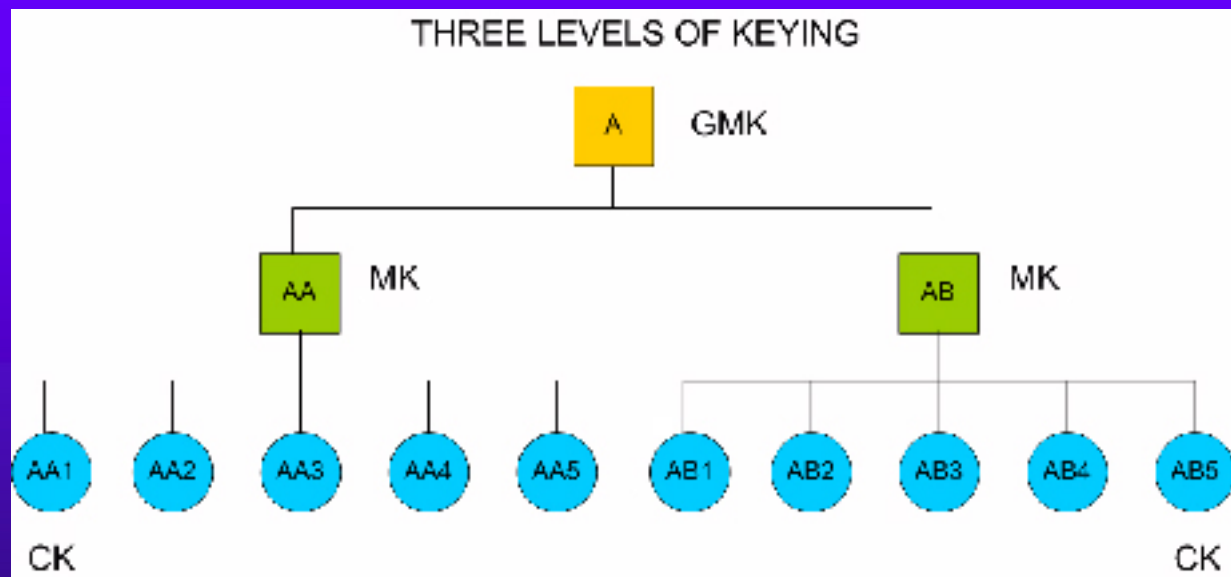 THREE LEVELS OF KEYING
A GMK
AA MK AB MK
AA1 AA2 AA3 AA4 AA5 AB1 AB2 AB3 AB4 AB5
CK CK